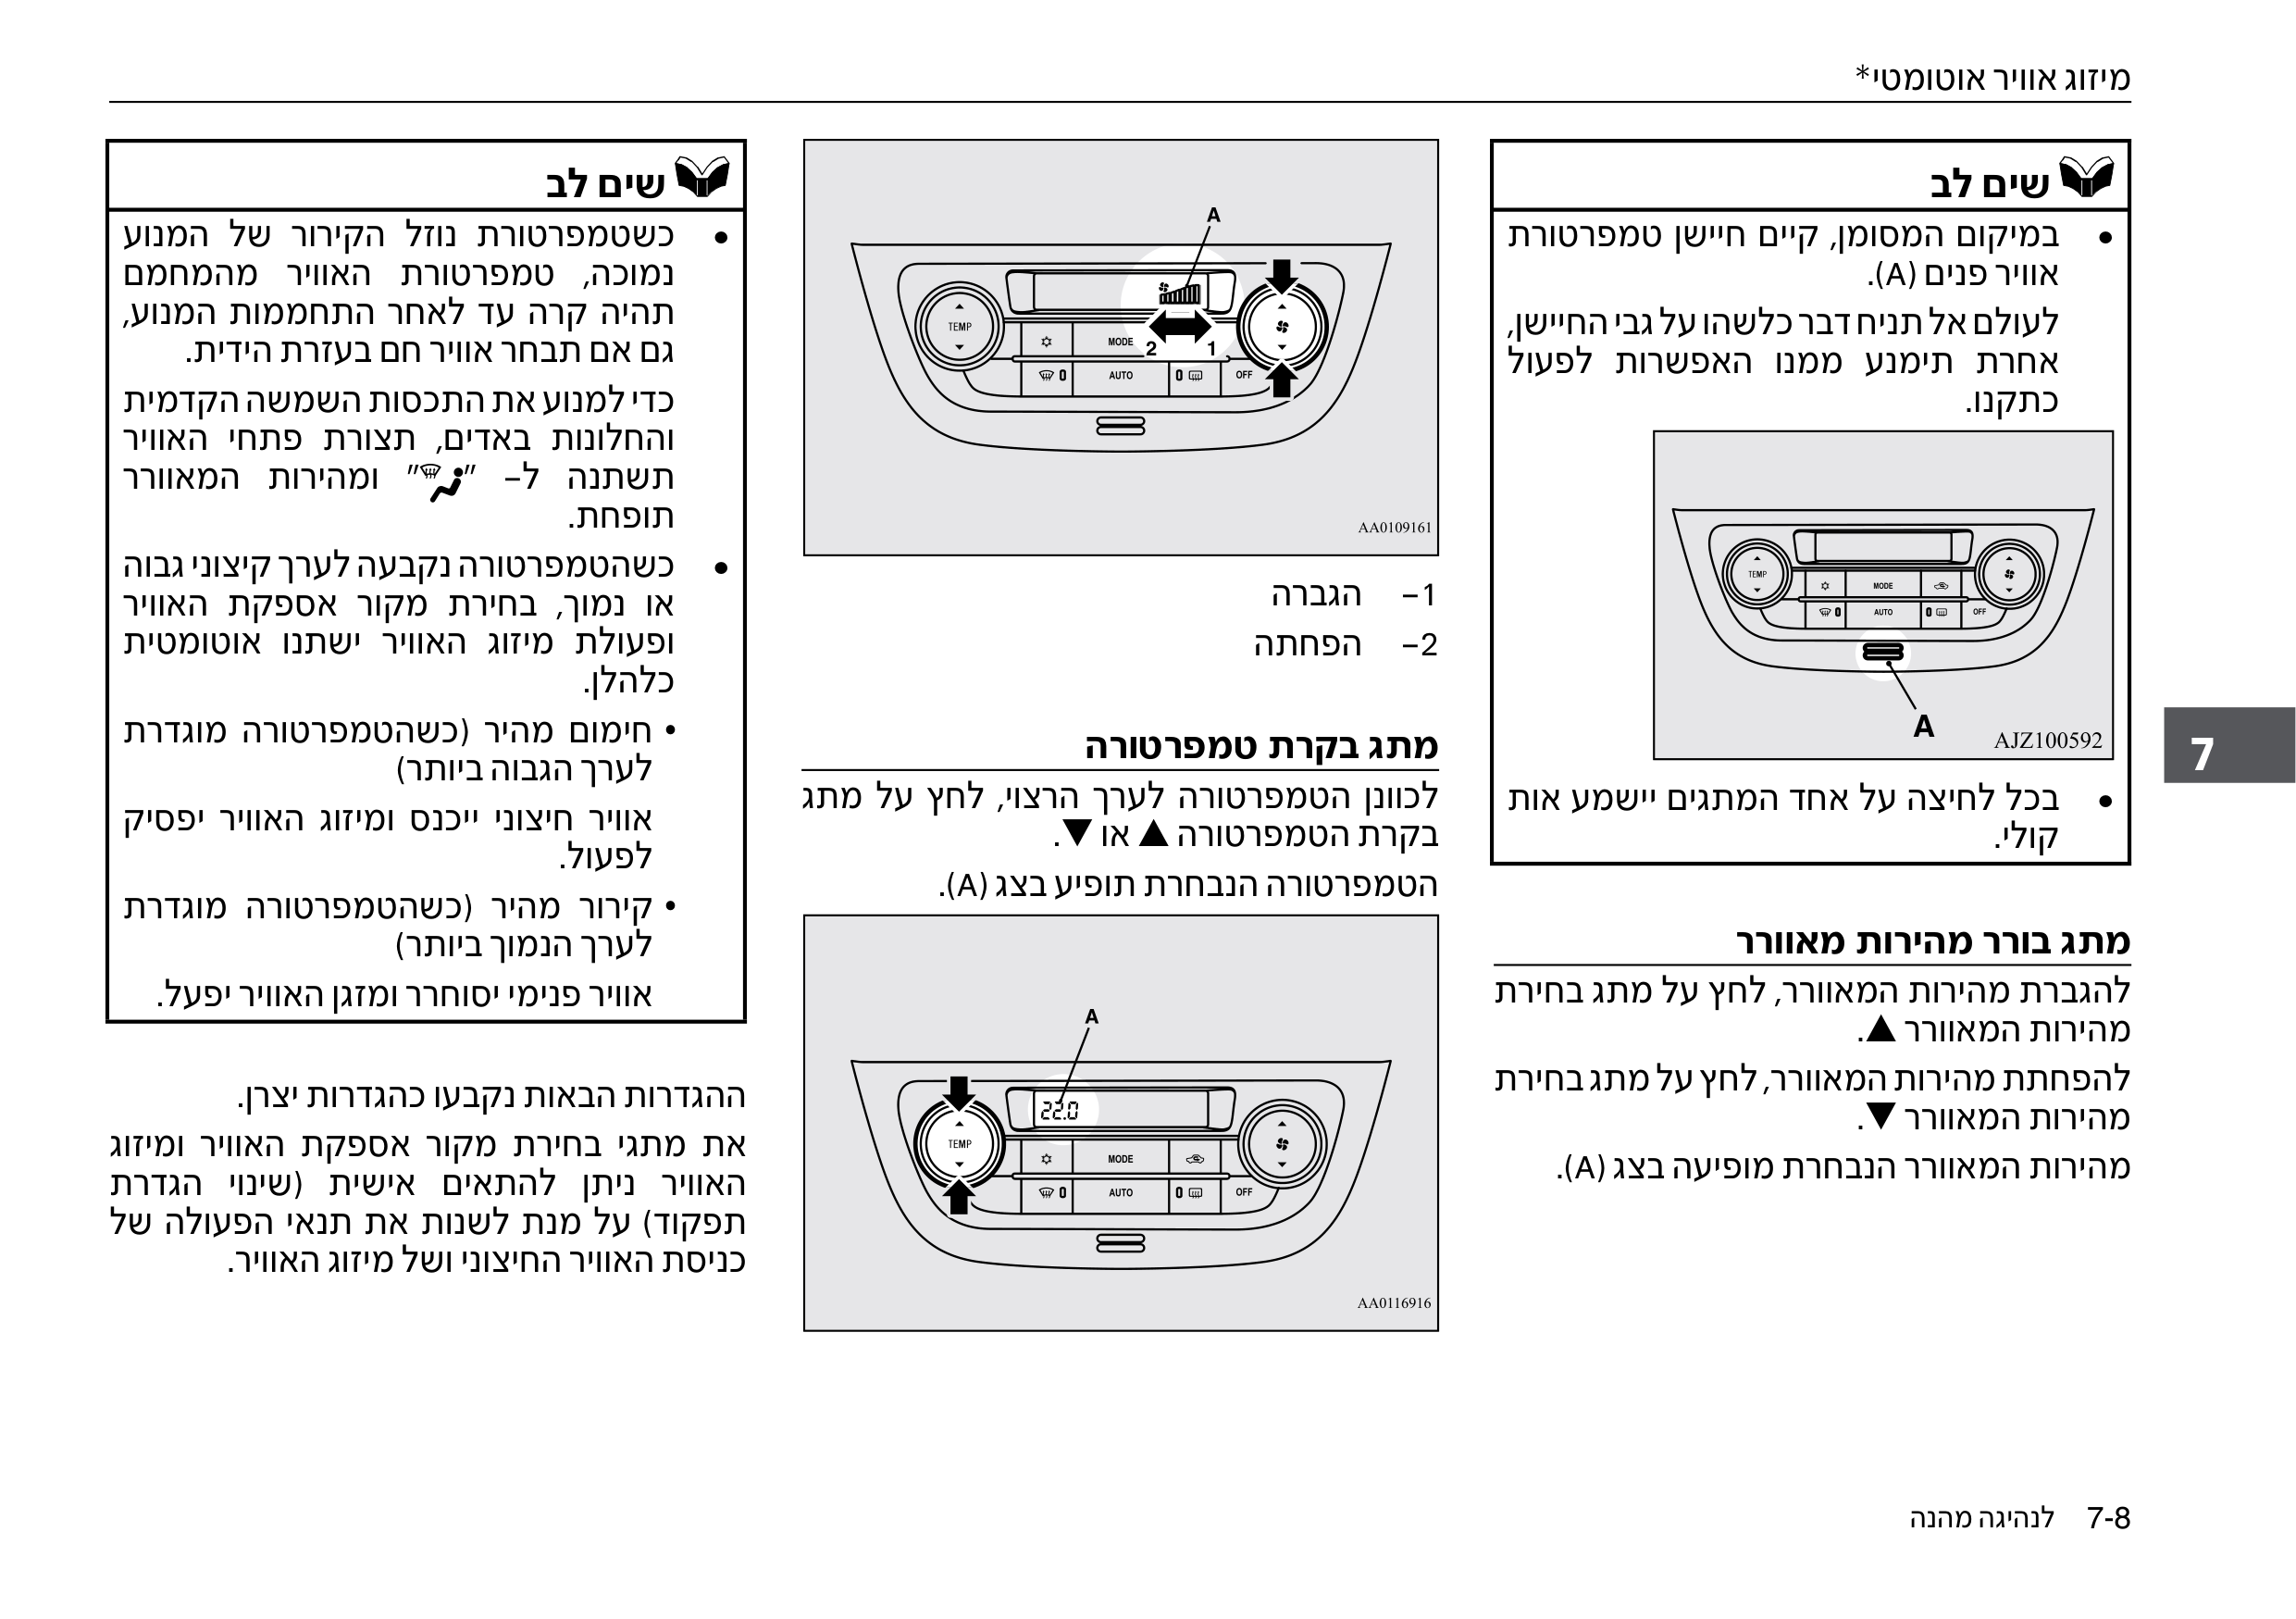 מיזוג אוויר אוטומטי*
שים לב
• במיקום המסומן, קיים חיישן טמפרטורת
אוויר פנים (A).
לעולם אל תניח דבר כלשהו על גבי החיישן,
אחרת תימנע ממנו האפשרות לפעול
כתקנו.
TEMP
MODE
AUTO
OFF
A
AJZ100592
• בכל לחיצה על אחד המתגים יישמע אות
קולי.
מתג בורר מהירות מאוורר
להגברת מהירות המאוורר, לחץ על מתג בחירת
מהירות המאוורר ▲.
להפחתת מהירות המאוורר, לחץ על מתג בחירת
מהירות המאוורר ▼.
מהירות המאוורר הנבחרת מופיעה בצג (A).
A
TEMP
MODE
2 1
AUTO
OFF
AA0109161
1– הגברה
2– הפחתה
מתג בקרת טמפרטורה
לכוונן הטמפרטורה לערך הרצוי, לחץ על מתג
בקרת הטמפרטורה ▲ או ▼.
הטמפרטורה הנבחרת תופיע בצג (A).
A
22.0
TEMP
MODE
AUTO
OFF
AA0116916
שים לב
• כשטמפרטורת נוזל הקירור של המנוע
נמוכה, טמפרטורת האוויר מהמחמם
תהיה קרה עד לאחר התחממות המנוע,
גם אם תבחר אוויר חם בעזרת הידית.
כדי למנוע את התכסות השמשה הקדמית
והחלונות באדים, תצורת פתחי האוויר
תשתנה ל– "" ומהירות המאוורר
תופחת.
• כשהטמפרטורה נקבעה לערך קיצוני גבוה
או נמוך, בחירת מקור אספקת האוויר
ופעולת מיזוג האוויר ישתנו אוטומטית
כלהלן.
• חימום מהיר (כשהטמפרטורה מוגדרת
לערך הגבוה ביותר)
אוויר חיצוני ייכנס ומיזוג האוויר יפסיק
לפעול.
• קירור מהיר (כשהטמפרטורה מוגדרת
לערך הנמוך ביותר)
אוויר פנימי יסוחרר ומזגן האוויר יפעל.
ההגדרות הבאות נקבעו כהגדרות יצרן.
את מתגי בחירת מקור אספקת האוויר ומיזוג
האוויר ניתן להתאים אישית (שינוי הגדרת
תפקוד) על מנת לשנות את תנאי הפעולה של
כניסת האוויר החיצוני ושל מיזוג האוויר.
7
7-8 לנהיגה מהנה